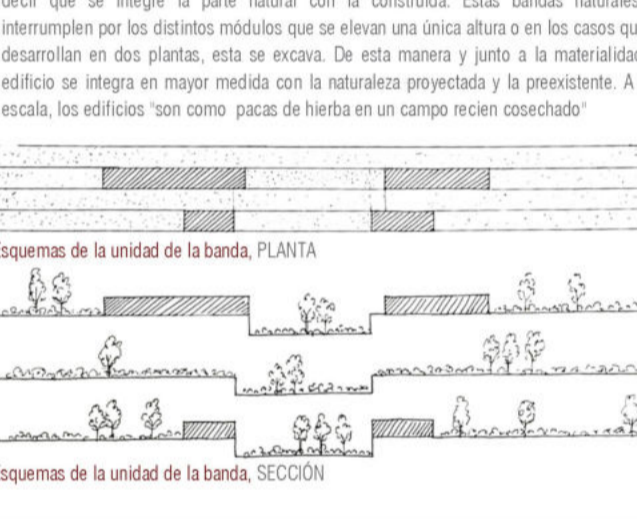 decir que se integre la parte natural con la construida. Estas bandas naturales
interrumpen por los distintos módulos que se elevan una única altura o en los casos qu
desarrollan en dos plantas, esta se excava. De esta manera y junto a la materialidad
edificio se integra en mayor medida con la naturaleza proyectada y la preexistente. A
escala, los edificios "son como pacas de hierba en un campo recien cosechado"
squemas de la unidad de la banda, PLANTA
squemas de la unidad de la banda, SECCIÓN